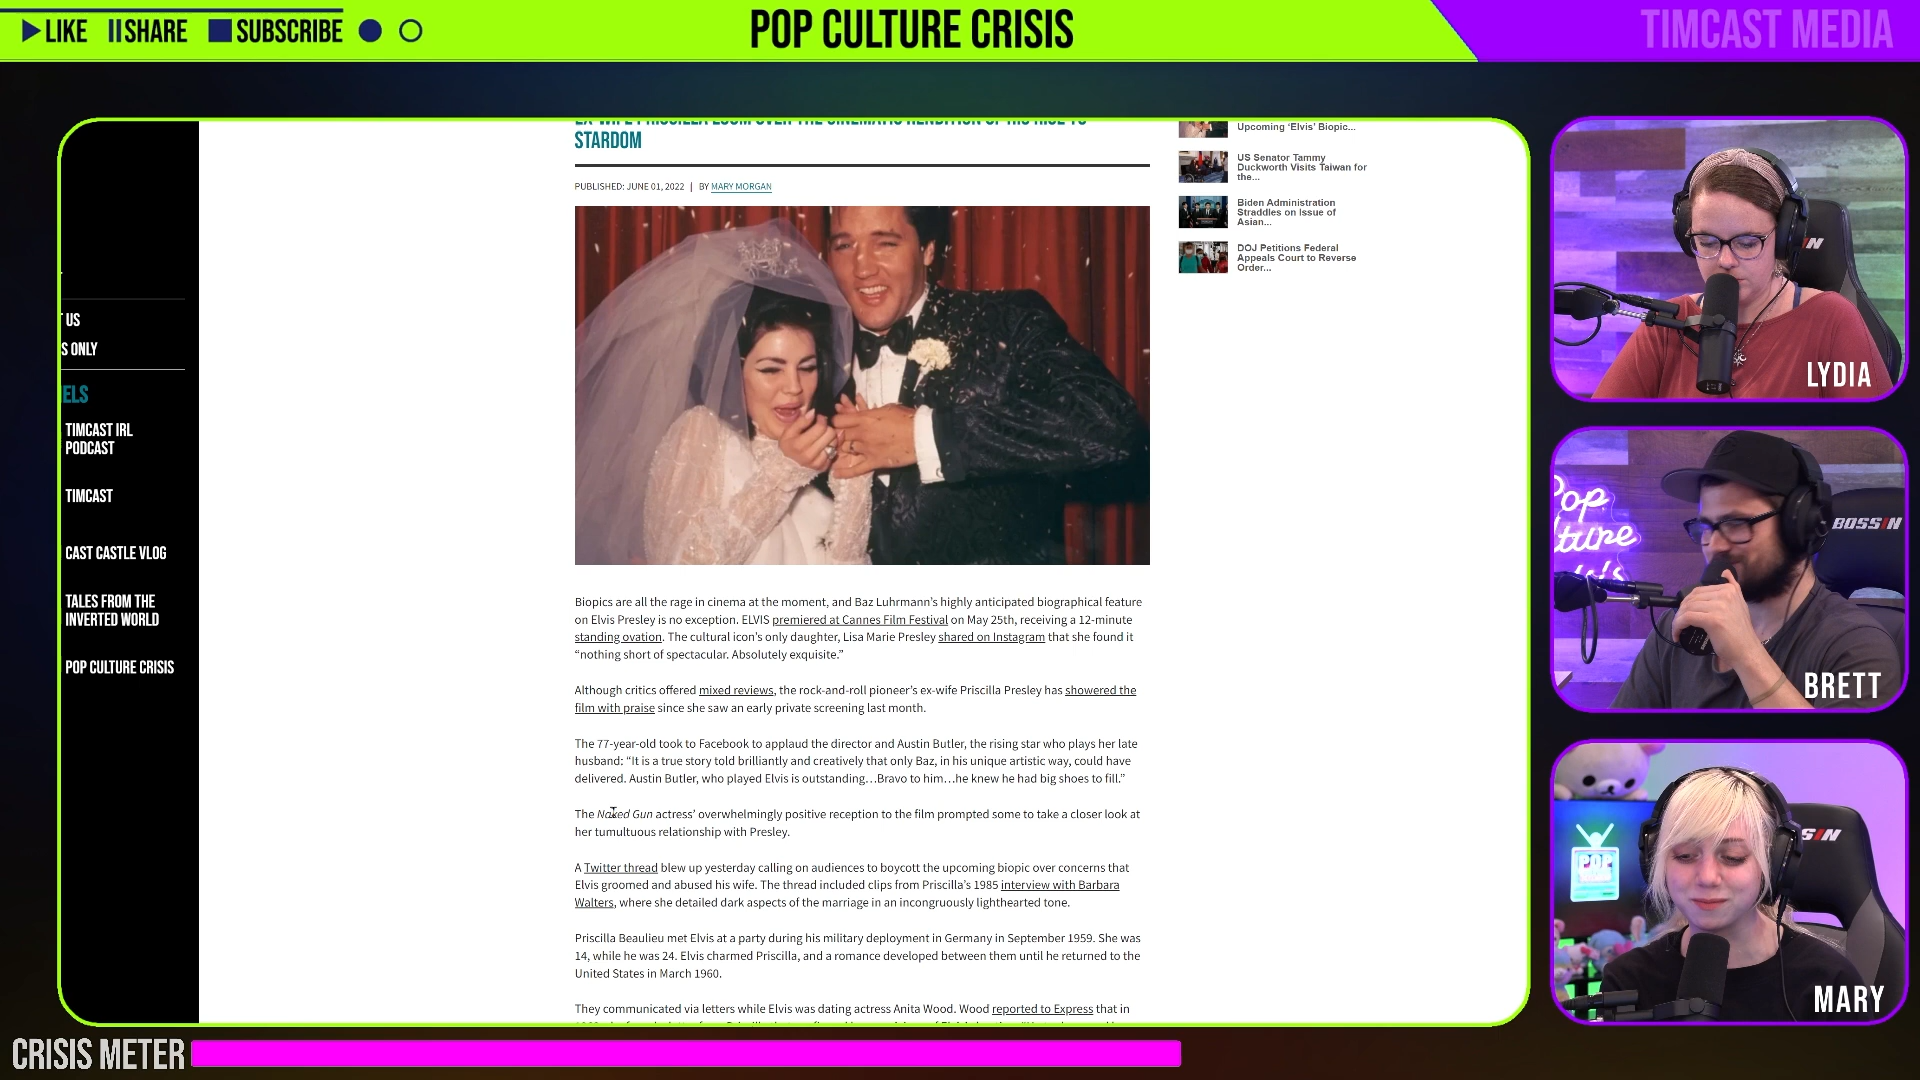 LIKE SHARE SUBSCRIBE
POP CULTURE CRISIS
TIMCAST MEDIA
EX-WIFE PRISCILLA LOOM OVER THE CINEMATIC RENDITION OF HIS RISE TO
STARDOM
PUBLISHED: JUNE 01, 2022 | BY MARY MORGAN
Upcoming ‘Elvis’ Biopic...
US Senator Tammy
Duckworth Visits Taiwan for
the...
Biden Administration
Straddles on Issue of
Asian...
DOJ Petitions Federal
Appeals Court to Reverse
Order...
T US
S ONLY
ELS
TIMCAST IRL
PODCAST
TIMCAST
CAST CASTLE VLOG
TALES FROM THE
INVERTED WORLD
POP CULTURE CRISIS
Biopics are all the rage in cinema at the moment, and Baz Luhrmann’s highly anticipated biographical feature
on Elvis Presley is no exception. ELVIS premiered at Cannes Film Festival on May 25th, receiving a 12-minute
standing ovation. The cultural icon’s only daughter, Lisa Marie Presley shared on Instagram that she found it
“nothing short of spectacular. Absolutely exquisite.”
Although critics offered mixed reviews, the rock-and-roll pioneer’s ex-wife Priscilla Presley has showered the
film with praise since she saw an early private screening last month.
The 77-year-old took to Facebook to applaud the director and Austin Butler, the rising star who plays her late
husband: “It is a true story told brilliantly and creatively that only Baz, in his unique artistic way, could have
delivered. Austin Butler, who played Elvis is outstanding…Bravo to him…he knew he had big shoes to fill.”
The Naked Gun actress’ overwhelmingly positive reception to the film prompted some to take a closer look at
her tumultuous relationship with Presley.
A Twitter thread blew up yesterday calling on audiences to boycott the upcoming biopic over concerns that
Elvis groomed and abused his wife. The thread included clips from Priscilla’s 1985 interview with Barbara
Walters, where she detailed dark aspects of the marriage in an incongruously lighthearted tone.
Priscilla Beaulieu met Elvis at a party during his military deployment in Germany in September 1959. She was
14, while he was 24. Elvis charmed Priscilla, and a romance developed between them until he returned to the
United States in March 1960.
They communicated via letters while Elvis was dating actress Anita Wood. Wood reported to Express that in
LYDIA
Pop
BOSSIN
BRETT
SIN
POP
MARY
CRISIS METER